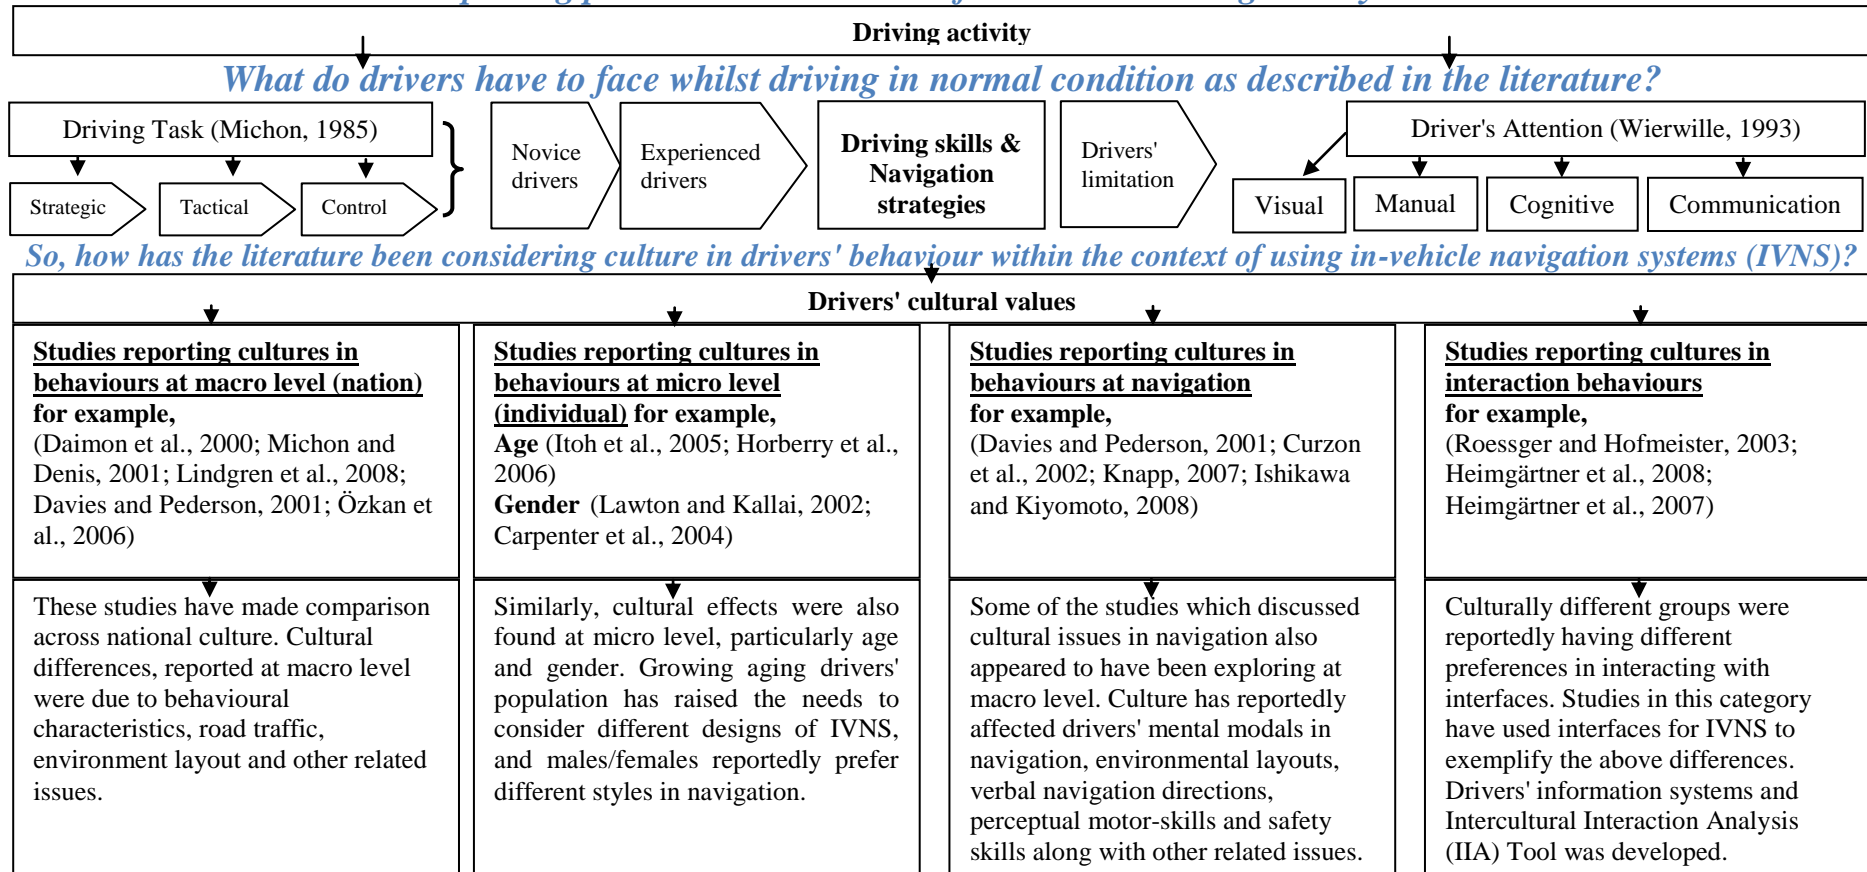 Driving activity
What do drivers have to face whilst driving in normal condition as described in the literature?
Driving Task (Michon, 1985)
Strategic
Tactical
Control
Novice
drivers
Experienced
drivers
Driving skills &
Navigation
strategies
Drivers'
limitation
Driver's Attention (Wierwille, 1993)
Visual
Manual
Cognitive
Communication
So, how has the literature been considering culture in drivers' behaviour within the context of using in-vehicle navigation systems (IVNS)?
Drivers' cultural values
Studies reporting cultures in
behaviours at macro level (nation)
for example,
(Daimon et al., 2000; Michon and
Denis, 2001; Lindgren et al., 2008;
Davies and Pederson, 2001; Özkan et
al., 2006)
Studies reporting cultures in
behaviours at micro level
(individual) for example,
Age (Itoh et al., 2005; Horberry et al.,
2006)
Gender (Lawton and Kallai, 2002;
Carpenter et al., 2004)
Studies reporting cultures in
behaviours at navigation
for example,
(Davies and Pederson, 2001; Curzon
et al., 2002; Knapp, 2007; Ishikawa
and Kiyomoto, 2008)
Studies reporting cultures in
interaction behaviours
for example,
(Roessger and Hofmeister, 2003;
Heimgärtner et al., 2008;
Heimgärtner et al., 2007)
These studies have made comparison
across national culture. Cultural
differences, reported at macro level
were due to behavioural
characteristics, road traffic,
environment layout and other related
issues.
Similarly, cultural effects were also
found at micro level, particularly age
and gender. Growing aging drivers'
population has raised the needs to
consider different designs of IVNS,
and males/females reportedly prefer
different styles in navigation.
Some of the studies which discussed
cultural issues in navigation also
appeared to have been exploring at
macro level. Culture has reportedly
affected drivers' mental modals in
navigation, environmental layouts,
verbal navigation directions,
perceptual motor-skills and safety
skills along with other related issues.
Culturally different groups were
reportedly having different
preferences in interacting with
interfaces. Studies in this category
have used interfaces for IVNS to
exemplify the above differences.
Drivers' information systems and
Intercultural Interaction Analysis
(IIA) Tool was developed.